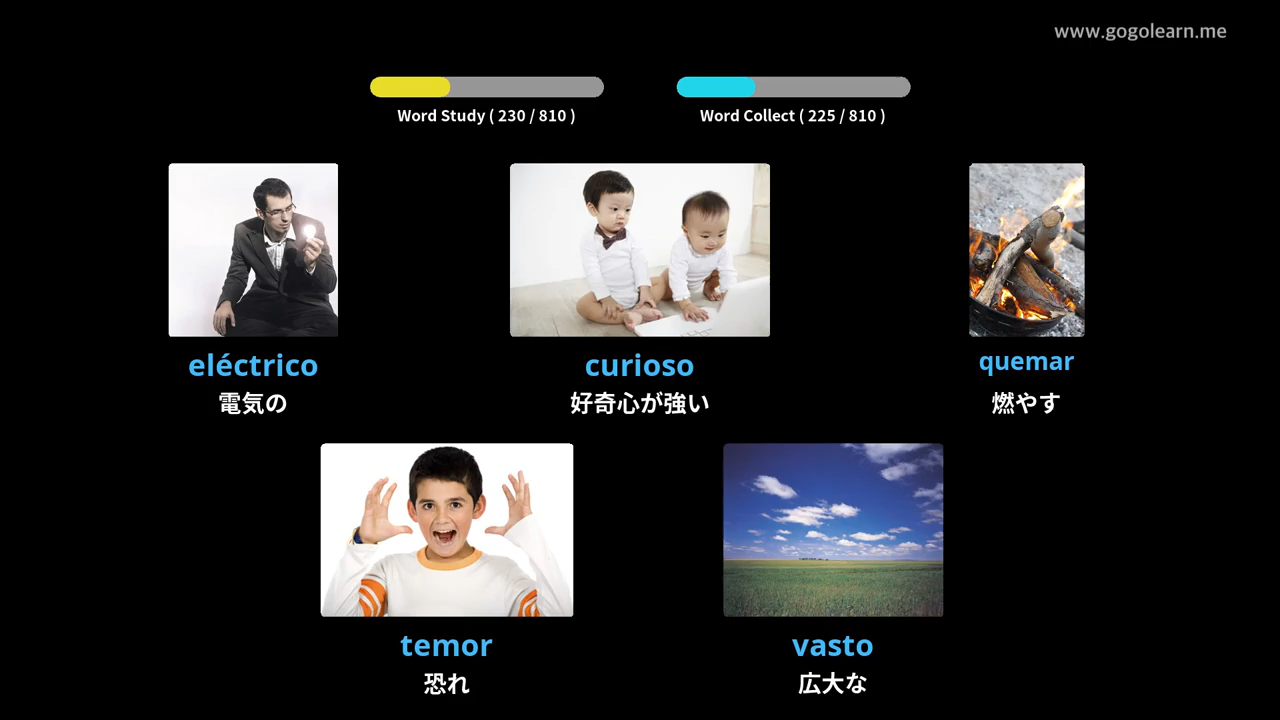 www.gogolearn.me
Word Study ( 230 / 810 )
Word Collect ( 225 / 810 )
eléctrico
電気の
curioso
好奇心が強い
quemar
燃やす
temor
恐れ
vasto
広大な